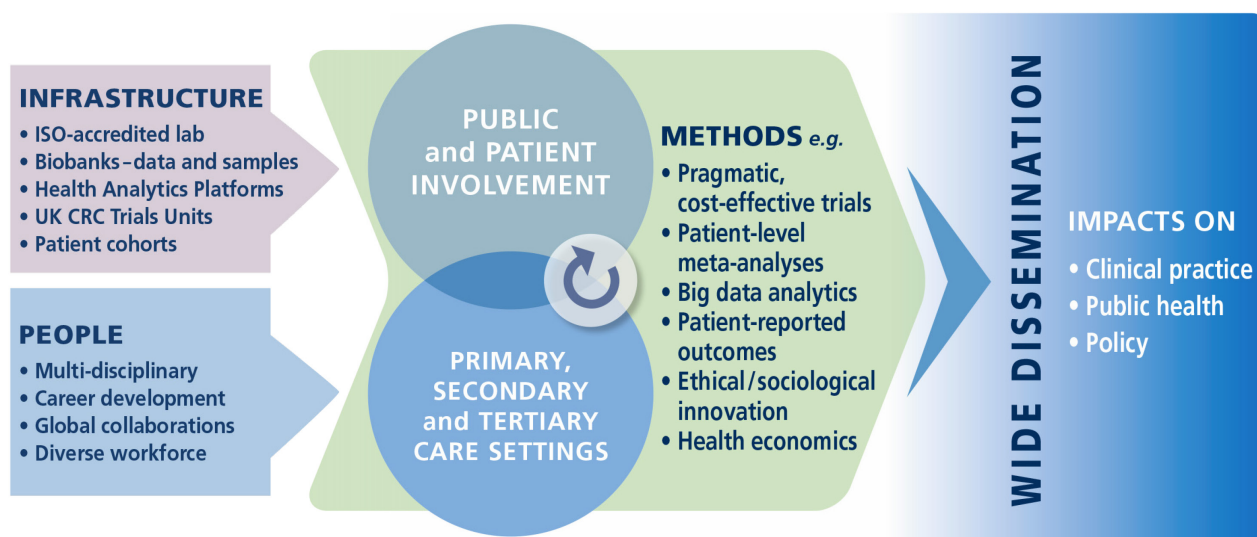 INFRASTRUCTURE
• ISO-accredited lab
• Biobanks–data and samples
• Health Analytics Platforms
• UK CRC Trials Units
• Patient cohorts
PEOPLE
• Multi-disciplinary
• Career development
• Global collaborations
• Diverse workforce
PUBLIC
and PATIENT
INVOLVEMENT
PRIMARY,
SECONDARY
and TERTIARY
CARE SETTINGS
METHODS e.g.
• Pragmatic,
cost-effective trials
• Patient-level
meta-analyses
• Big data analytics
• Patient-reported
outcomes
• Ethical/sociological
innovation
• Health economics
WIDE DISSEMINATION
IMPACTS ON
• Clinical practice
• Public health
• Policy